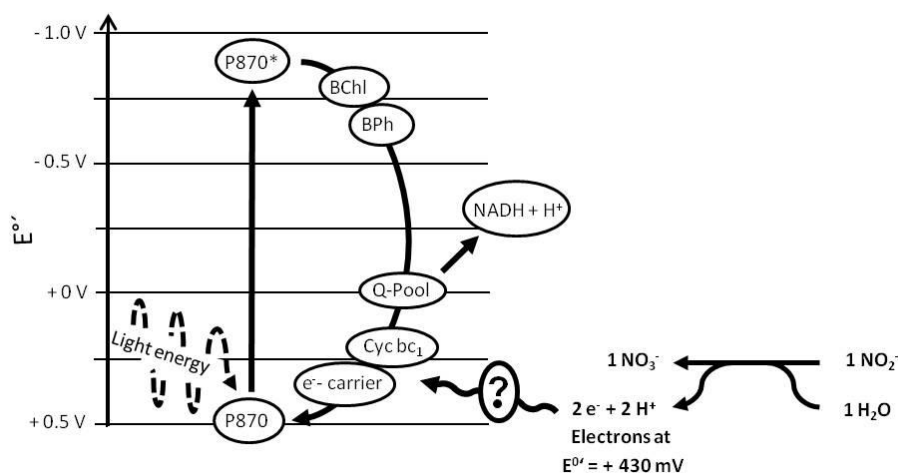 - 1.0 V
P870*
BChl
BPh
- 0.5 V
NADH + H⁺
E°´
+ 0 V
Q-Pool
Light energy
Cyc bc₁
e⁻- carrier
?
1 NO₃⁻
1 NO₂⁻
+ 0.5 V
P870
2 e⁻ + 2 H⁺
1 H₂O
Electrons at
E⁰´ = + 430 mV